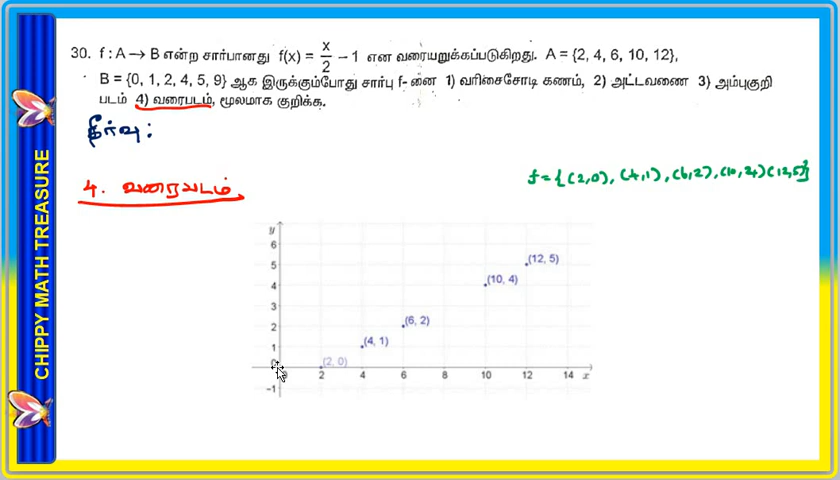 CHIPPY MATH TREASURE
30. f : A → B என்ற சார்பானது f(x) = x/2 – 1 என வரையறுக்கப்படுகிறது. A = {2, 4, 6, 10, 12},
B = {0, 1, 2, 4, 5, 9} ஆக இருக்கும்போது சார்பு f-னை 1) வரிசைசோடி கணம், 2) அட்டவணை 3) அம்புகுறி
படம் 4) வரைபடம், மூலமாக குறிக்க.
தீர்வு :
f = {(2,0), (4,1), (6,2), (10,4) (12,5)}
4. வரைபடம்
y
6
5 (12, 5)
4 (10, 4)
3
2 (6, 2)
1 (4, 1)
0 (2, 0)
0 2 4 6 8 10 12 14 x
–1